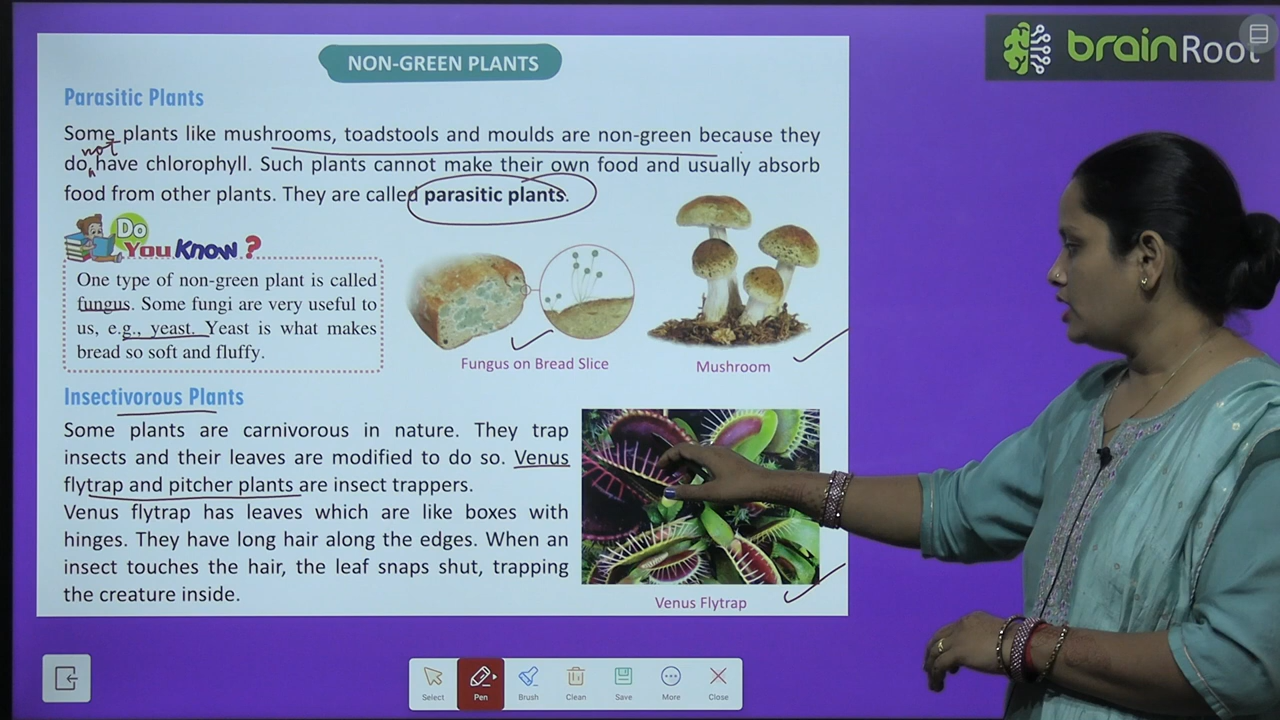 brainRoot
NON-GREEN PLANTS
Parasitic Plants
Some plants like mushrooms, toadstools and moulds are non-green because they
not
do have chlorophyll. Such plants cannot make their own food and usually absorb
food from other plants. They are called parasitic plants.
Do
You Know?
One type of non-green plant is called
fungus. Some fungi are very useful to
us, e.g., yeast. Yeast is what makes
bread so soft and fluffy.
Fungus on Bread Slice
Mushroom
Insectivorous Plants
Some plants are carnivorous in nature. They trap
insects and their leaves are modified to do so. Venus
flytrap and pitcher plants are insect trappers.
Venus flytrap has leaves which are like boxes with
hinges. They have long hair along the edges. When an
insect touches the hair, the leaf snaps shut, trapping
the creature inside.
Venus Flytrap
Select
Pen
Brush
Clean
Save
More
Close